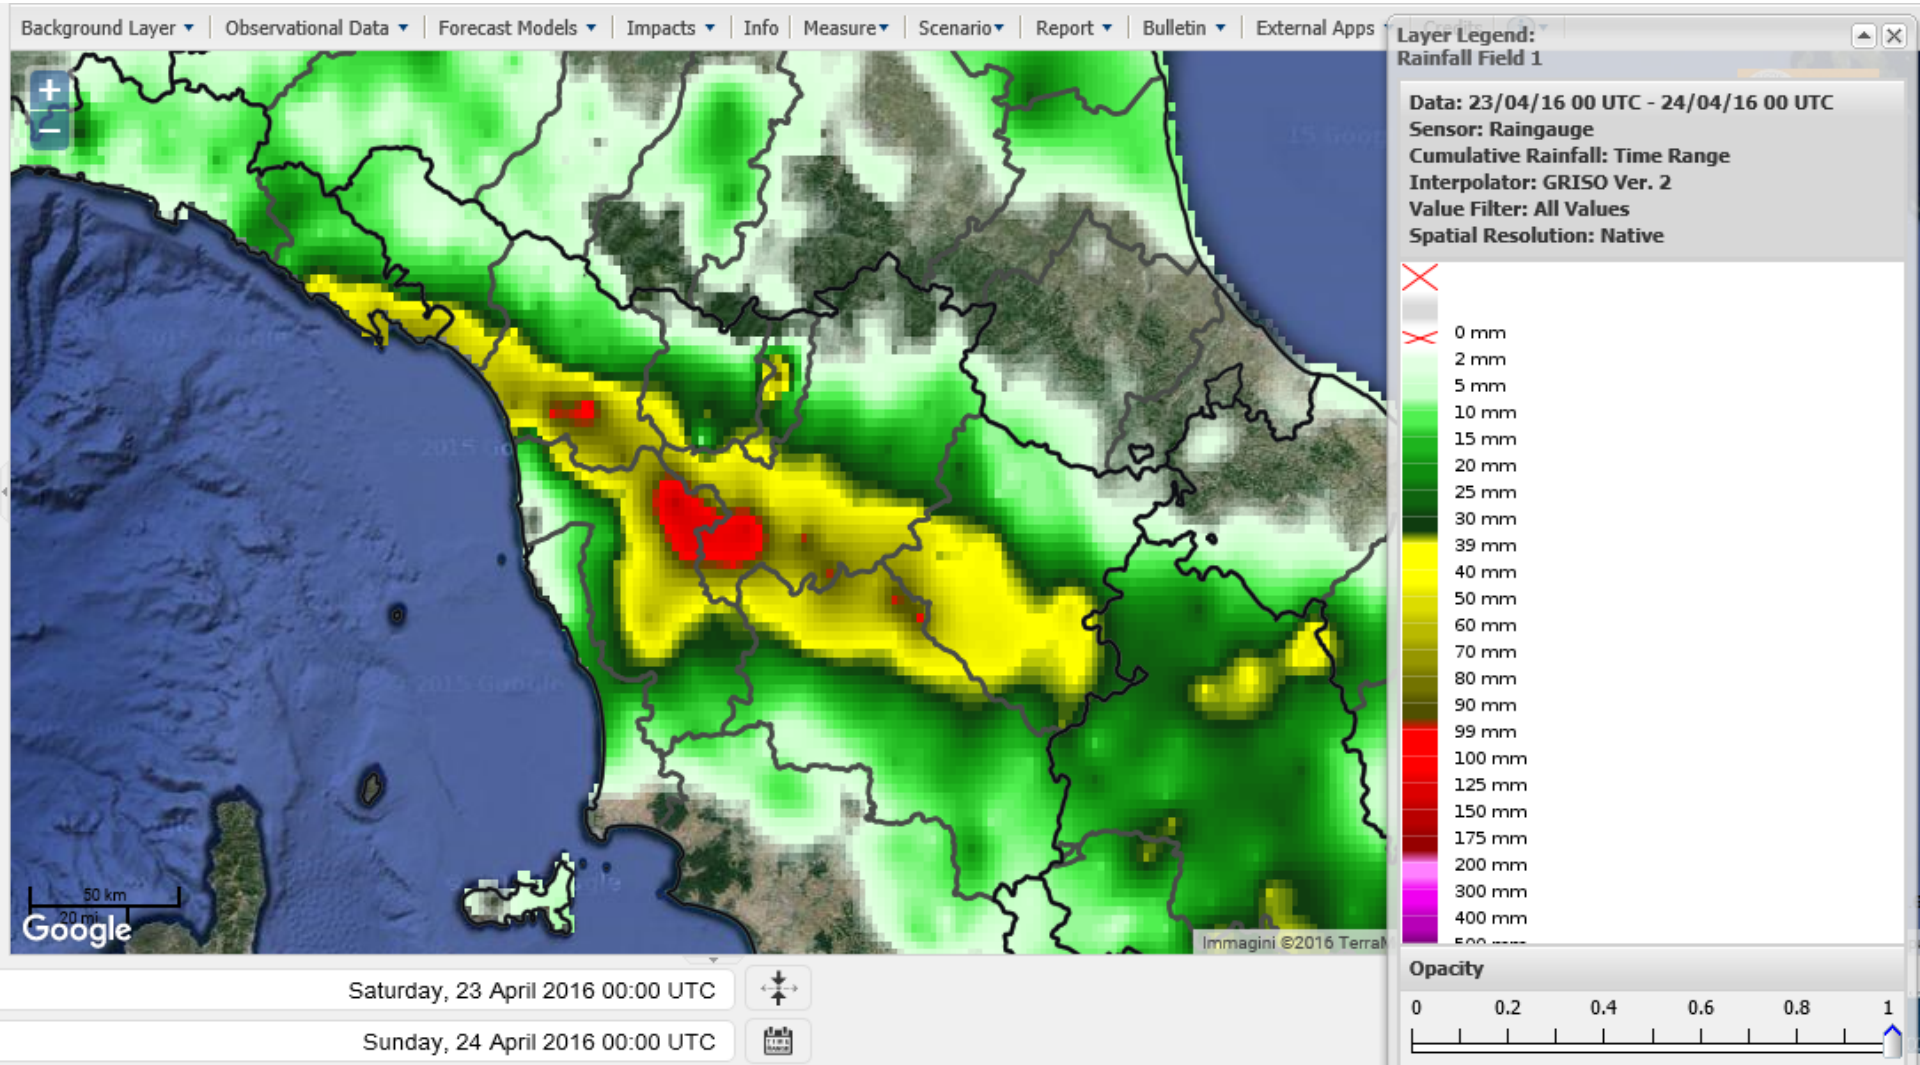 Background Layer Observational Data Forecast Models Impacts Info Measure Scenario Report Bulletin External Apps Credits
Layer Legend:
Rainfall Field 1
Data: 23/04/16 00 UTC - 24/04/16 00 UTC
Sensor: Raingauge
Cumulative Rainfall: Time Range
Interpolator: GRISO Ver. 2
Value Filter: All Values
Spatial Resolution: Native
0 mm
2 mm
5 mm
10 mm
15 mm
20 mm
25 mm
30 mm
39 mm
40 mm
50 mm
60 mm
70 mm
80 mm
90 mm
99 mm
100 mm
125 mm
150 mm
175 mm
200 mm
300 mm
400 mm
500 mm
Opacity
0 0.2 0.4 0.6 0.8 1
+
−
50 km
20 mi
Google
Immagini ©2016
Saturday, 23 April 2016 00:00 UTC
Sunday, 24 April 2016 00:00 UTC